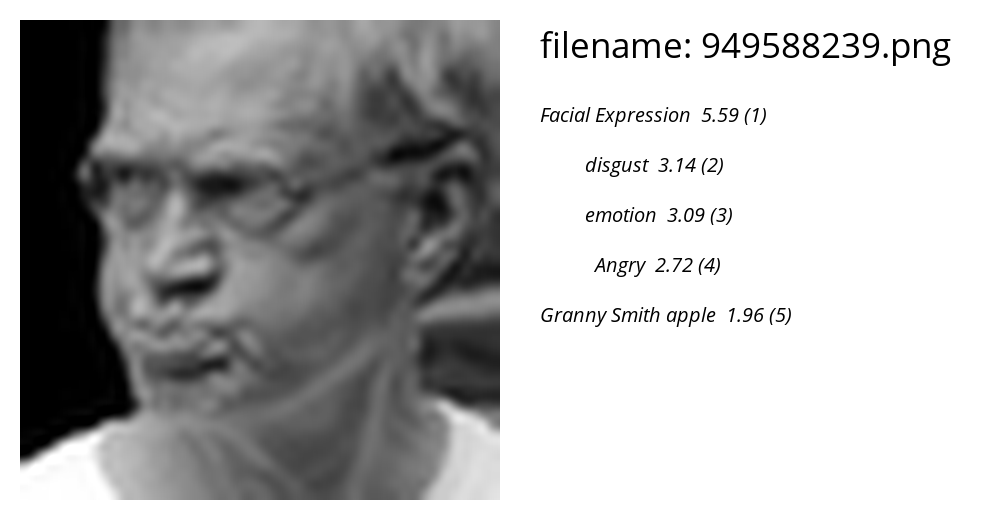 filename: 949588239.png
Facial Expression 5.59 (1)
disgust 3.14 (2)
emotion 3.09 (3)
Angry 2.72 (4)
Granny Smith apple 1.96 (5)